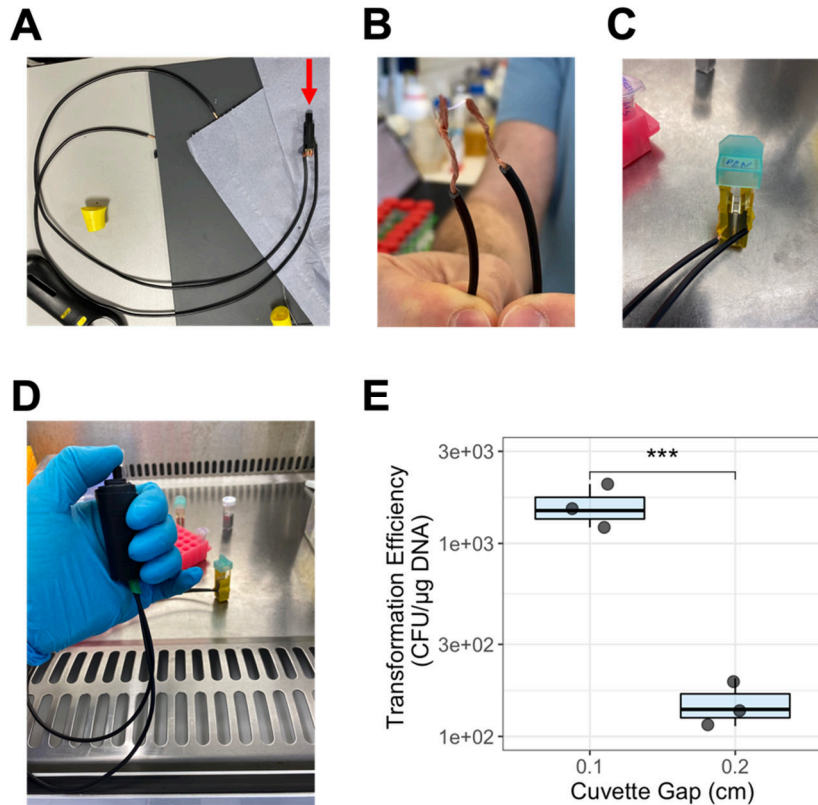 A
B
C
D
E
Transformation Efficiency
(CFU/µg DNA)
3e+03
1e+03
3e+02
1e+02
***
0.1
0.2
Cuvette Gap (cm)